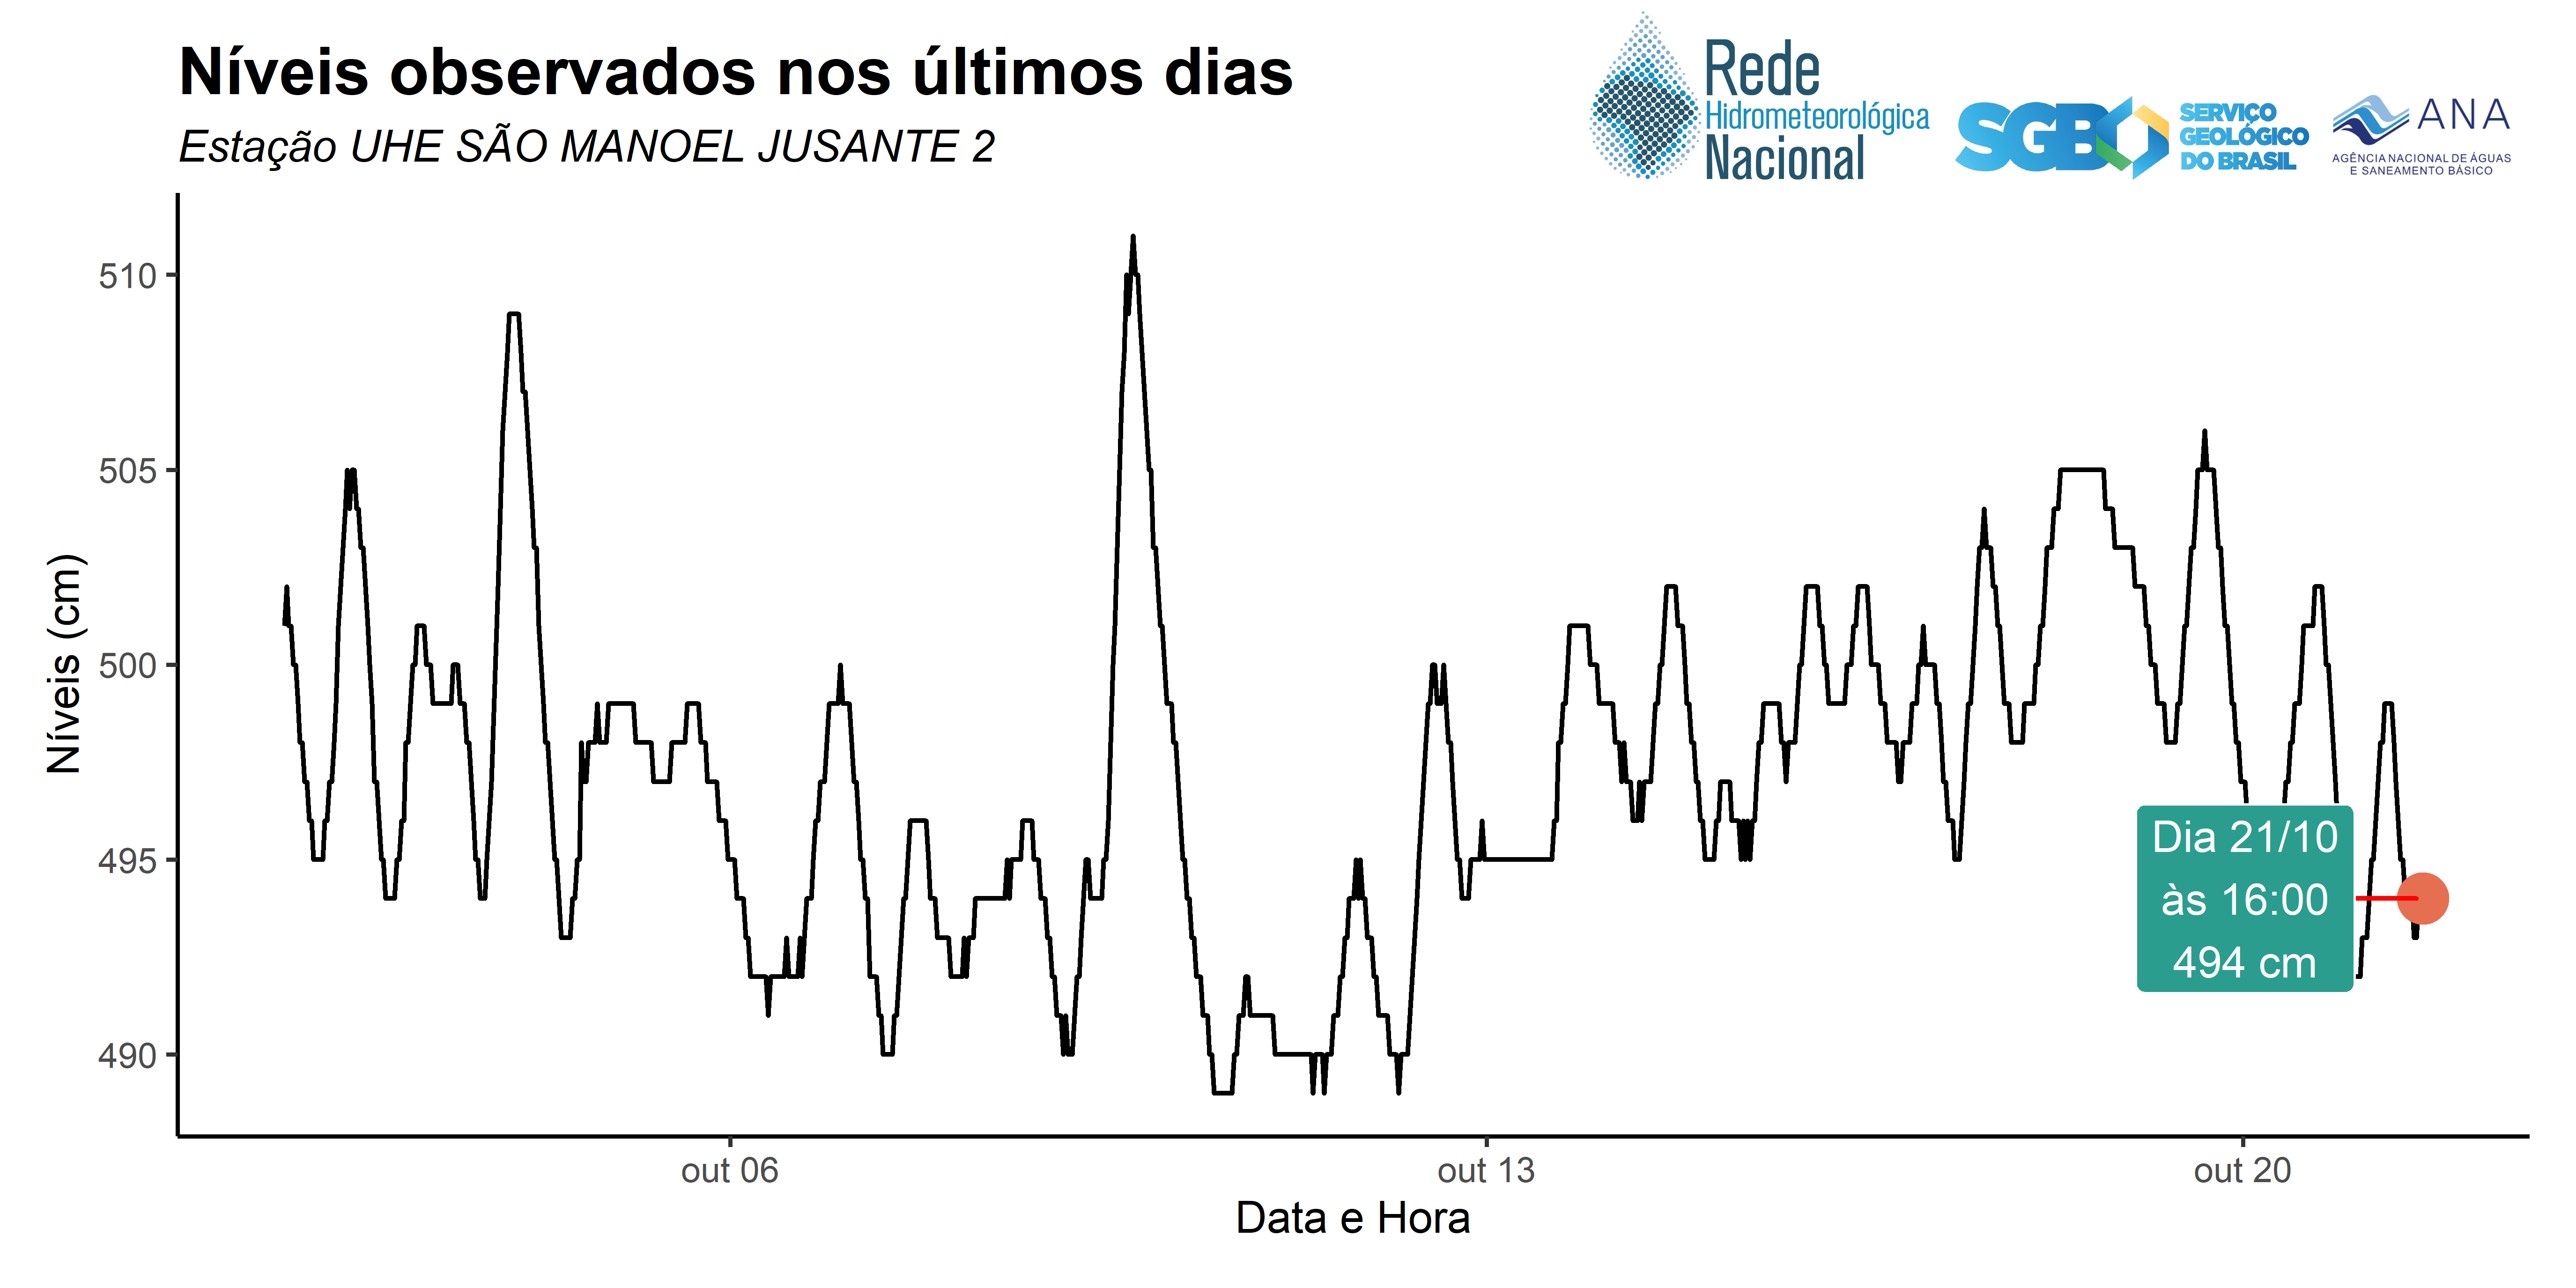 Níveis observados nos últimos dias
Estação UHE SÃO MANOEL JUSANTE 2
Rede
Hidrometeorológica
Nacional
SGB
SERVIÇO
GEOLÓGICO
DO BRASIL
ANA
AGÊNCIA NACIONAL DE ÁGUAS
E SANEAMENTO BÁSICO
Níveis (cm)
510
505
500
495
490
Dia 21/10
às 16:00
494 cm
out 06
out 13
out 20
Data e Hora